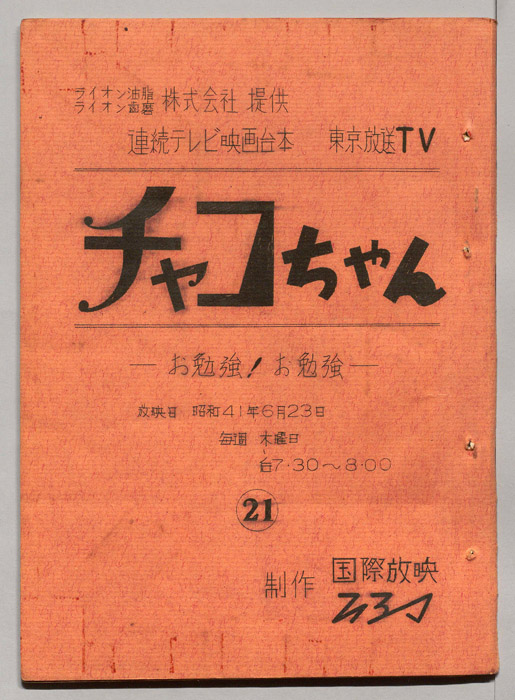 ライオン油脂
ライオン歯磨 株式会社 提供
連続テレビ映画台本 東京放送TV
チャコちゃん
―お勉強!お勉強―
放映日 昭和41年6月23日
毎週 木曜日
7・30～8・00
21
制作 国際放映